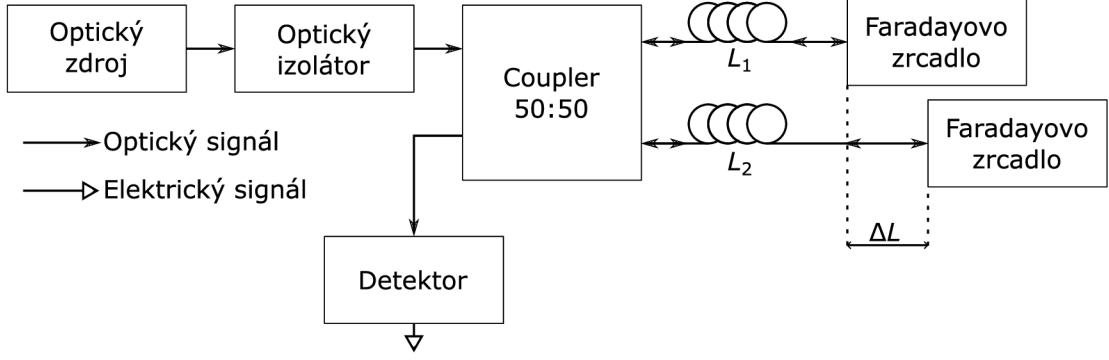 Optický
zdroj
Optický
izolátor
Coupler
50:50
L1
Faradayovo
zrcadlo
L2
Faradayovo
zrcadlo
ΔL
Optický signál
Elektrický signál
Detektor